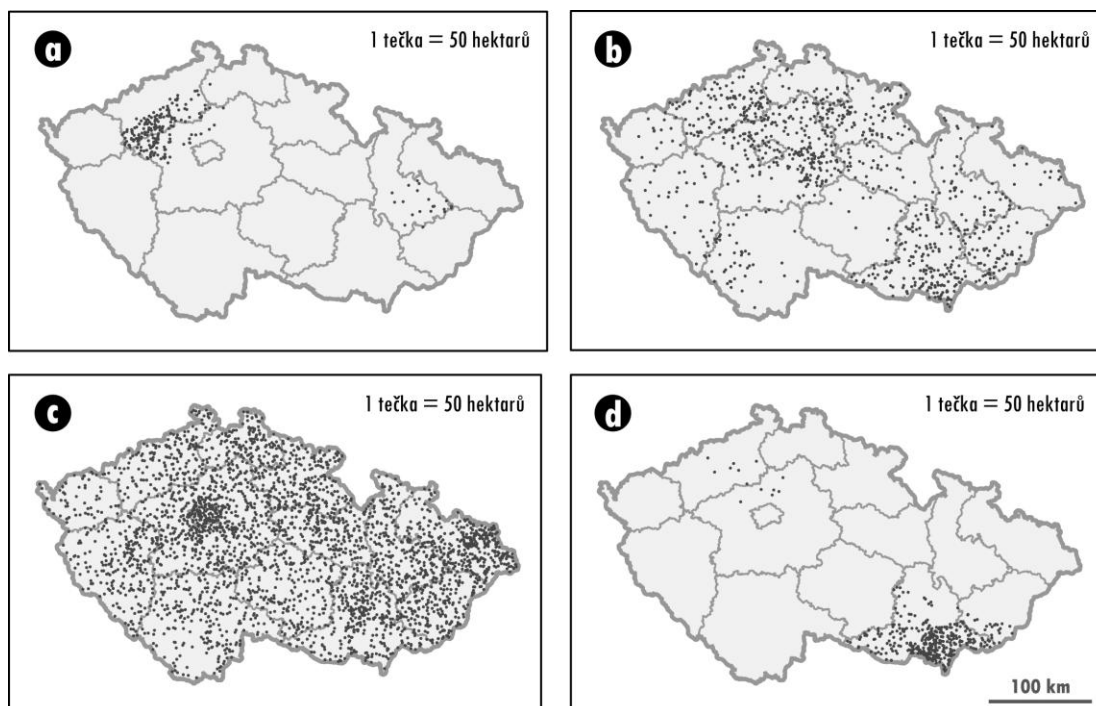 a
1 tečka = 50 hektarů
b
1 tečka = 50 hektarů
c
1 tečka = 50 hektarů
d
1 tečka = 50 hektarů
100 km